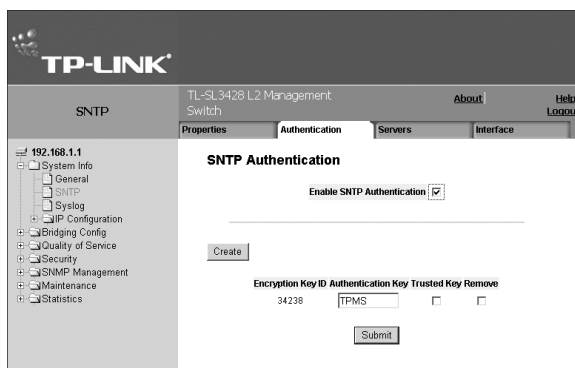 TP-LINK
SNTP
TL-SL3428 L2 Management
Switch
About
Help
Logou
Properties
Authentication
Servers
Interface
192.168.1.1
System Info
General
SNTP
Syslog
IP Configuration
Bridging Config
Quality of Service
Security
SNMP Management
Maintenance
Statistics
SNTP Authentication
Enable SNTP Authentication
Create
Encryption Key ID Authentication Key Trusted Key Remove
34238 TPMS
Submit